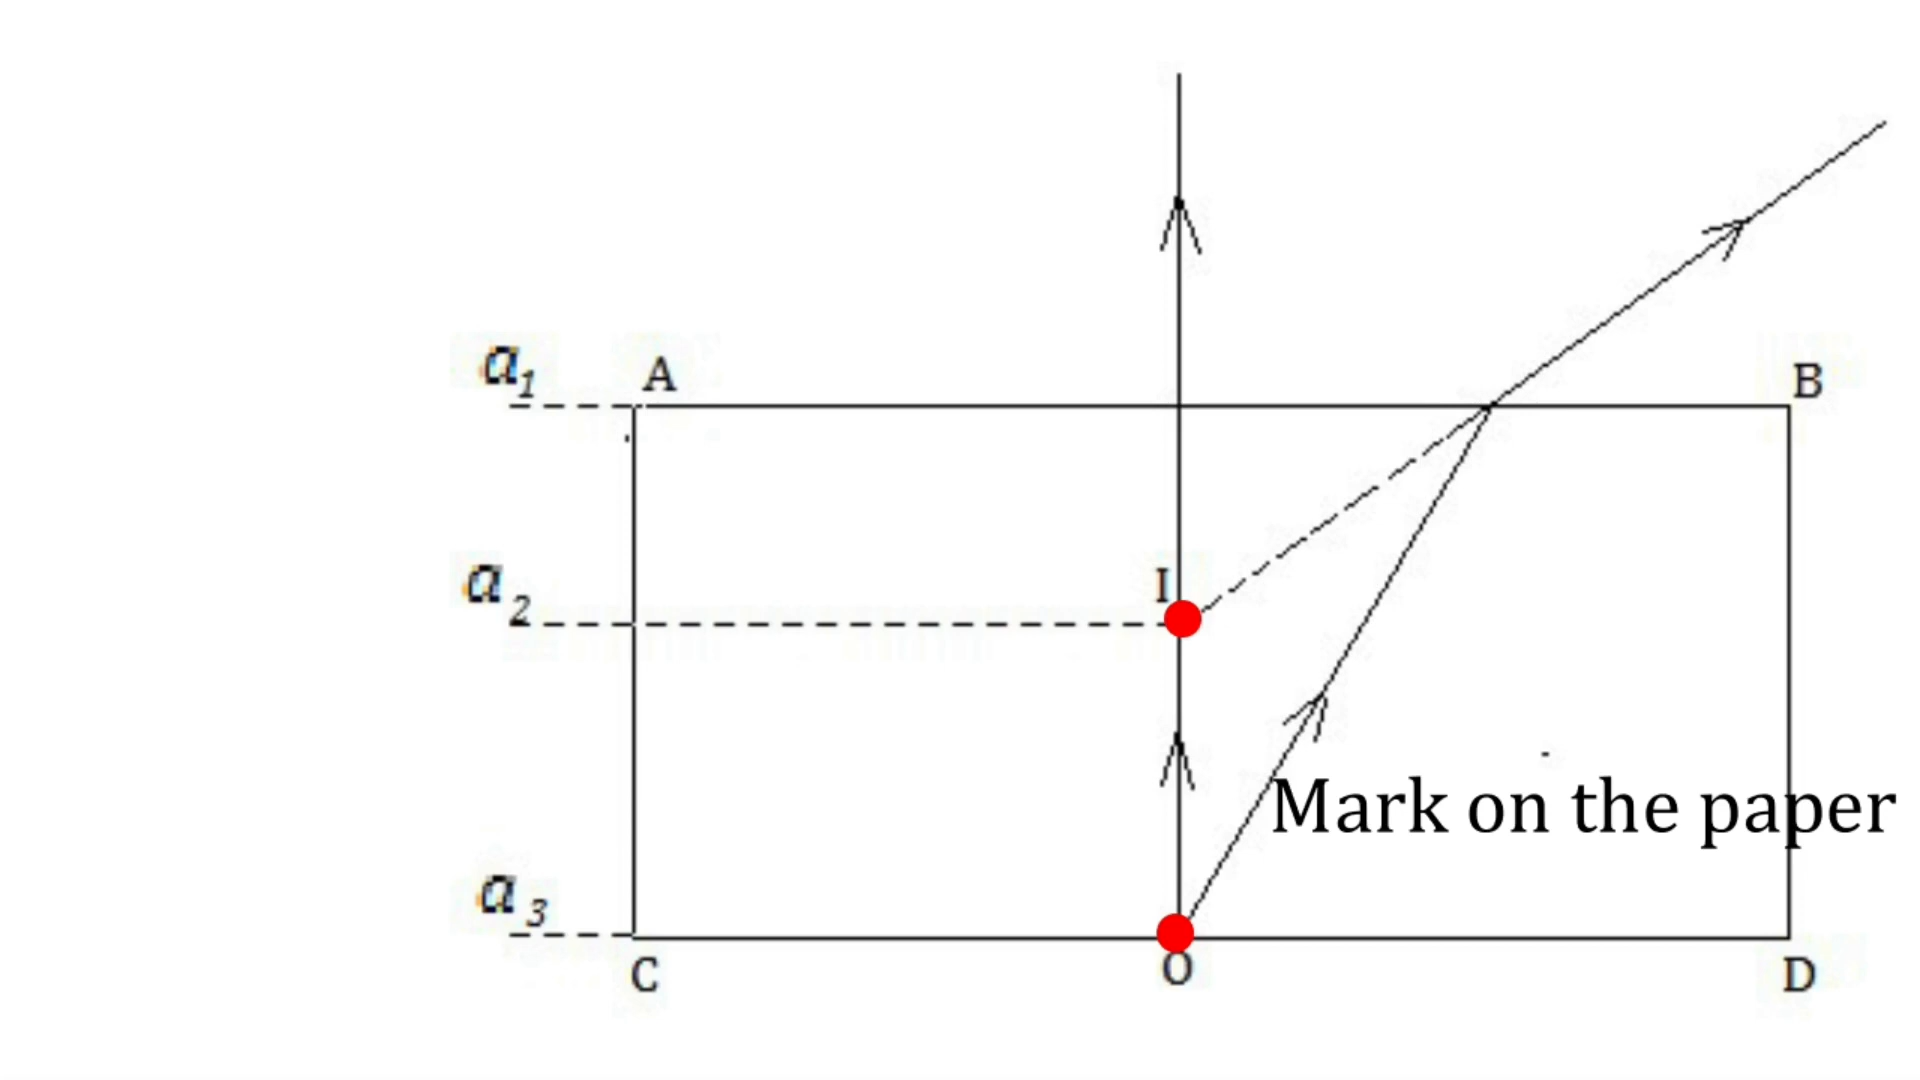 a₁ A B
a₂ I
Mark on the paper
a₃
C O D